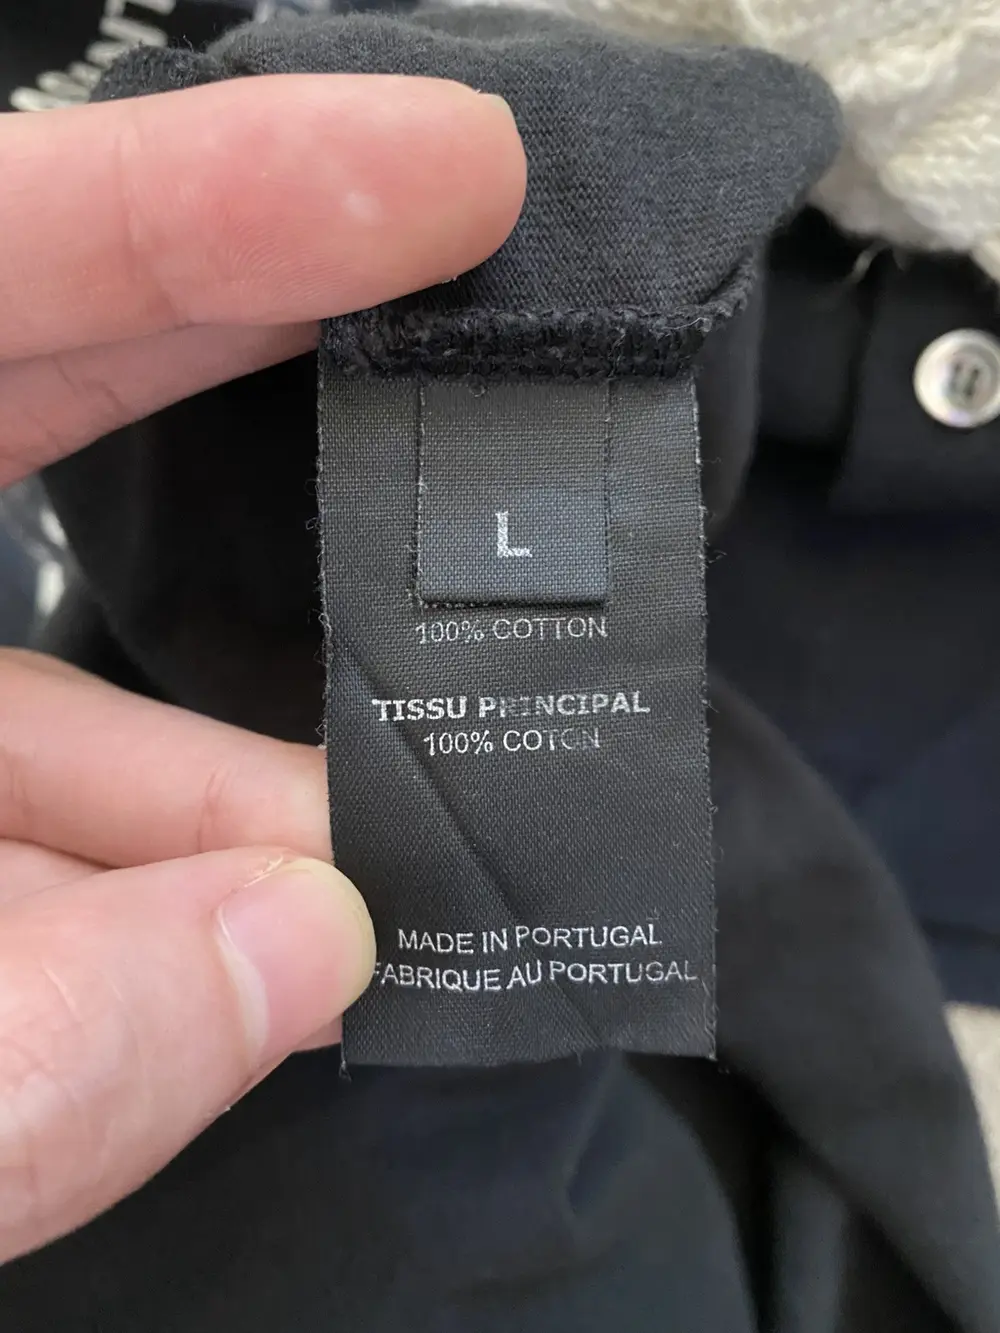 L
100% COTTON
TISSU PRINCIPAL
100% COTON
MADE IN PORTUGAL
FABRIQUE AU PORTUGAL